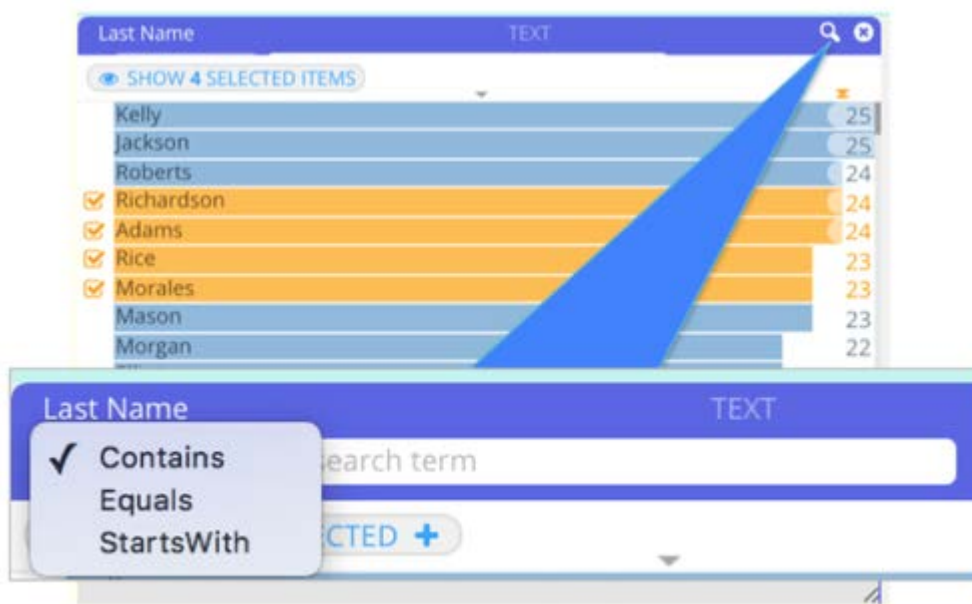 Last Name TEXT
SHOW 4 SELECTED ITEMS
Kelly 25
Jackson 25
Roberts 24
Richardson 24
Adams 24
Rice 23
Morales 23
Mason 23
Morgan 22
Last Name TEXT
Contains
earch term
Equals
ECTED +
StartsWith